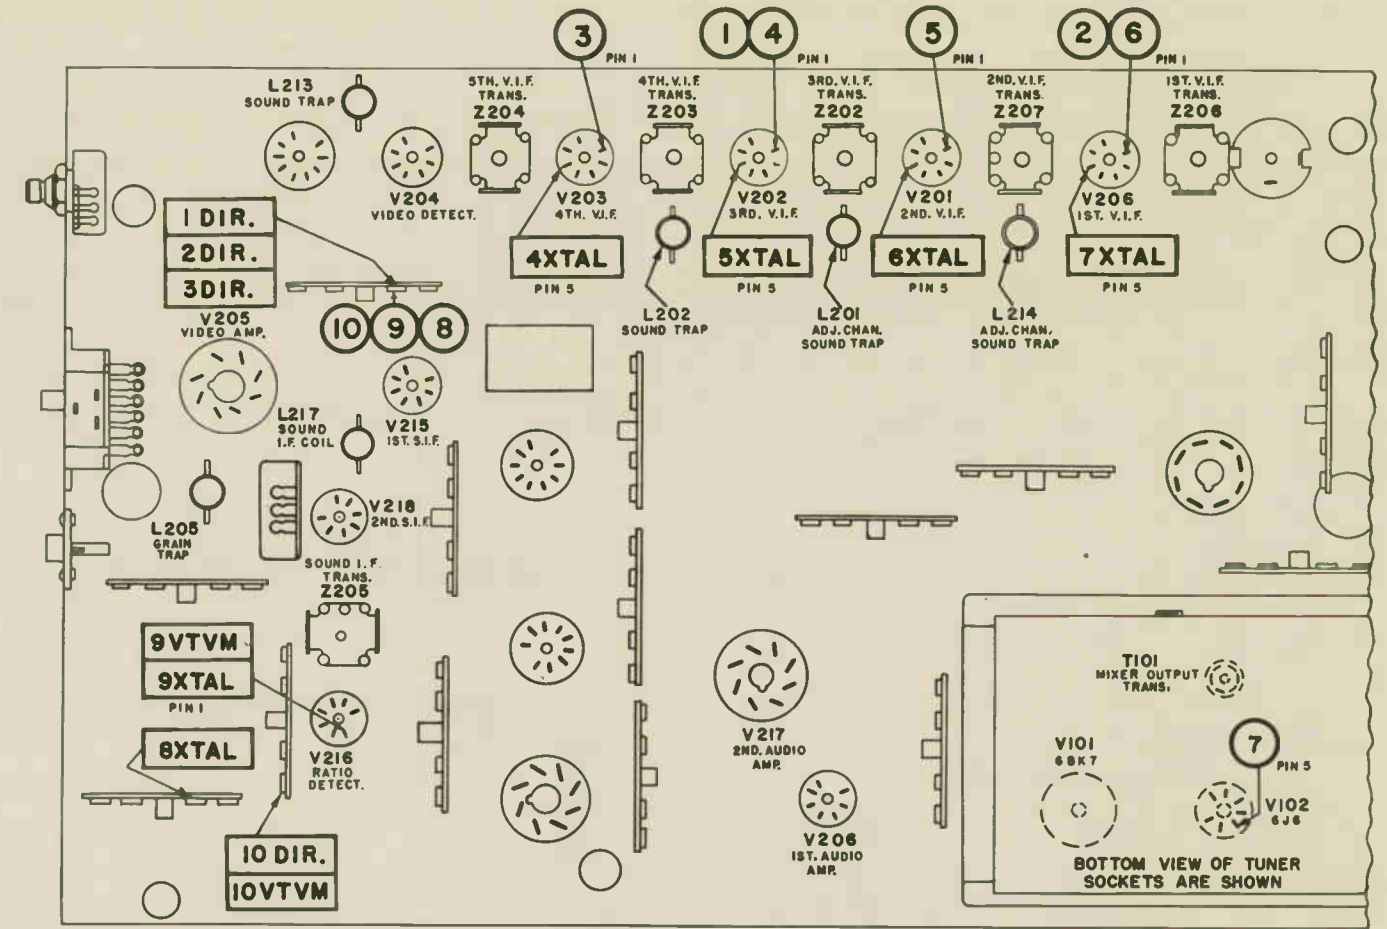 3
PIN 1
1
4
PIN 1
5
PIN 1
2
6
PIN 1
L213
SOUND TRAP
5TH. V.I.F.
TRANS.
Z204
4TH. V.I.F.
TRANS.
Z203
3RD. V.I.F.
TRANS.
Z202
2ND. V.I.F.
TRANS.
Z207
1ST. V.I.F.
TRANS.
Z206
V204
VIDEO DETECT.
V203
4TH. V.I.F.
V202
3RD. V.I.F.
V201
2ND. V.I.F.
V206
1ST. V.I.F.
1 DIR.
2 DIR.
3 DIR.
4XTAL
PIN 5
5XTAL
PIN 5
6XTAL
PIN 5
7XTAL
PIN 5
V205
VIDEO AMP.
10
9
8
L202
SOUND TRAP
L201
ADJ. CHAN.
SOUND TRAP
L214
ADJ. CHAN.
SOUND TRAP
L217
SOUND
I.F. COIL
V215
1ST. S.I.F.
L205
GRAIN
TRAP
V218
2ND. S.I.F.
SOUND I.F.
TRANS.
Z205
9VTVM
9XTAL
PIN 1
8XTAL
V216
RATIO
DETECT.
10 DIR.
10VTVM
V217
2ND. AUDIO
AMP.
V206
1ST. AUDIO
AMP.
T101
MIXER OUTPUT
TRANS.
V101
6BK7
7
PIN 5
V102
6J6
BOTTOM VIEW OF TUNER
SOCKETS ARE SHOWN